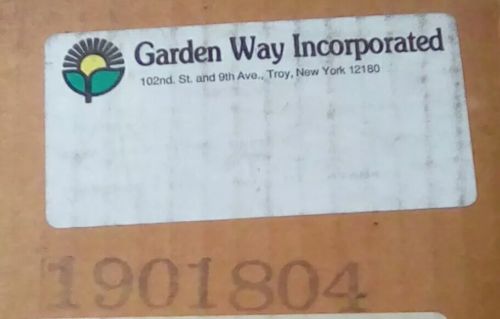 Garden Way Incorporated
102nd. St. and 9th Ave., Troy, New York 12180
1901804